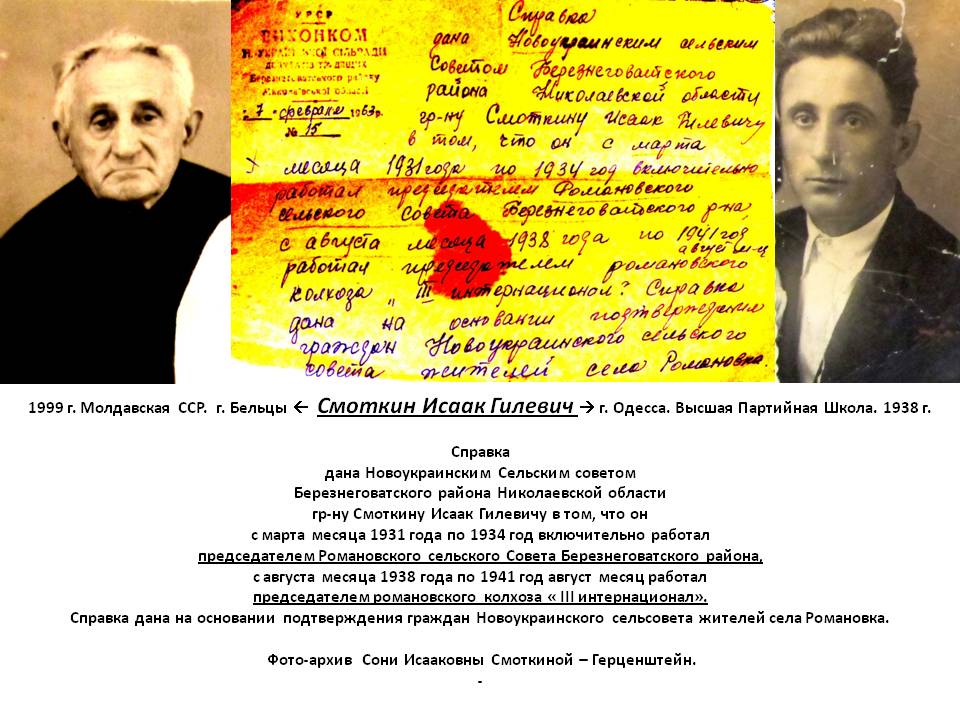 УРСР
ВИКОНКОМ
Березнеговатського району
7 февраля 1963 р.
№ 15
Справка
дана Новоукраинским сельским
Советом Березнеговатского
района Николаевской области
гр-ну Смоткину Исаак Гилевичу
в том, что он с марта
месяца 1931 года по 1934 год включительно
работал председателем Романовского
сельского Совета Березнеговатского р-на,
с августа месяца 1938 года по 1941 год
август м-ц
работал председателем романовского
колхоза „ III интернационал? Справка
дана на основании подтверждения
граждан Новоукраинского сельского
совета жителей села Романовка.
1999 г. Молдавская ССР. г. Бельцы ← Смоткин Исаак Гилевич → г. Одесса. Высшая Партийная Школа. 1938 г.
Справка
дана Новоукраинским Сельским советом
Березнеговатского района Николаевской области
гр-ну Смоткину Исаак Гилевичу в том, что он
с марта месяца 1931 года по 1934 год включительно работал
председателем Романовского сельского Совета Березнеговатского района,
с августа месяца 1938 года по 1941 год август месяц работал
председателем романовского колхоза « III интернационал».
Справка дана на основании подтверждения граждан Новоукраинского сельсовета жителей села Романовка.
Фото-архив Сони Исааковны Смоткиной – Герценштейн.
-